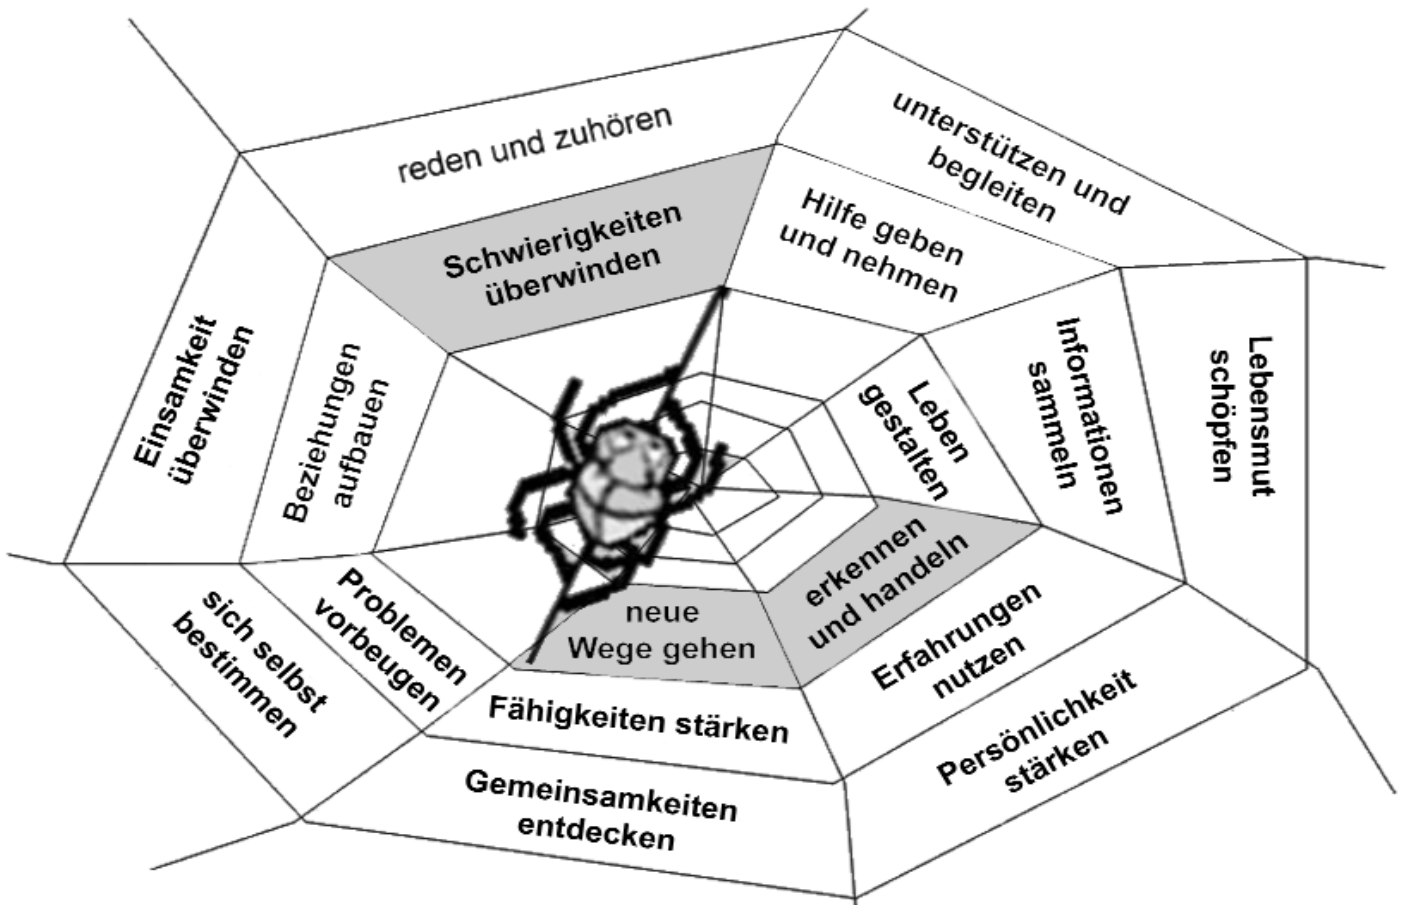 reden und zuhören
unterstützen und
begleiten
Schwierigkeiten
überwinden
Hilfe geben
und nehmen
Einsamkeit
überwinden
Beziehungen
aufbauen
Leben
gestalten
Informationen
sammeln
Lebensmut
schöpfen
erkennen
und handeln
neue
Wege gehen
Problemen
vorbeugen
sich selbst
bestimmen
Erfahrungen
nutzen
Fähigkeiten stärken
Persönlichkeit
stärken
Gemeinsamkeiten
entdecken